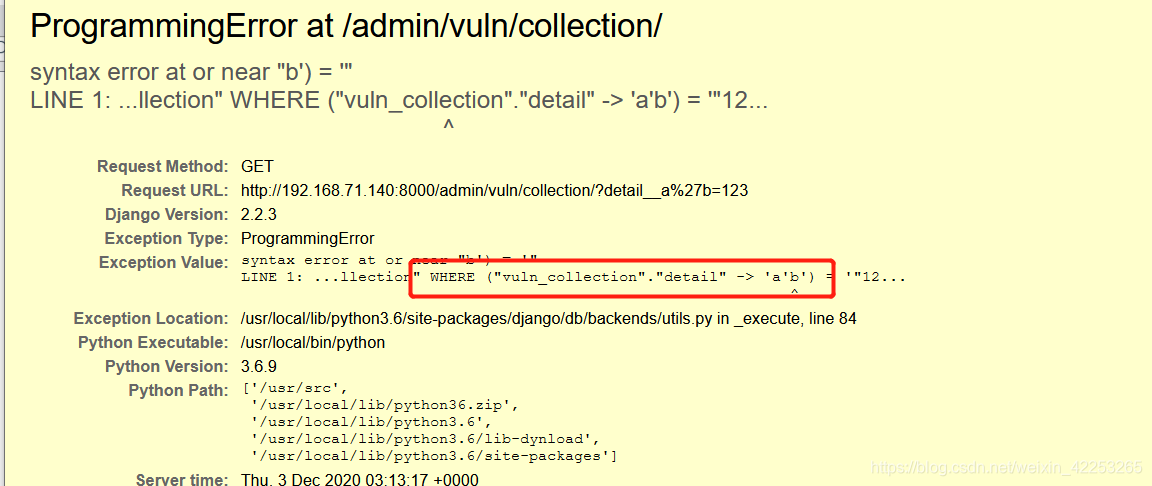 ProgrammingError at /admin/vuln/collection/
syntax error at or near "b') = '"
LINE 1: ...llection" WHERE ("vuln_collection"."detail" -> 'a'b') = '"12...
^
Request Method: GET
Request URL: http://192.168.71.140:8000/admin/vuln/collection/?detail__a%27b=123
Django Version: 2.2.3
Exception Type: ProgrammingError
Exception Value: syntax error at or near "b') = '"
LINE 1: ...llection" WHERE ("vuln_collection"."detail" -> 'a'b') = '"12...
^
Exception Location: /usr/local/lib/python3.6/site-packages/django/db/backends/utils.py in _execute, line 84
Python Executable: /usr/local/bin/python
Python Version: 3.6.9
Python Path: ['/usr/src',
'/usr/local/lib/python36.zip',
'/usr/local/lib/python3.6',
'/usr/local/lib/python3.6/lib-dynload',
'/usr/local/lib/python3.6/site-packages']
Server time: Thu, 3 Dec 2020 03:13:17 +0000
https://blog.csdn.net/weixin_42253265